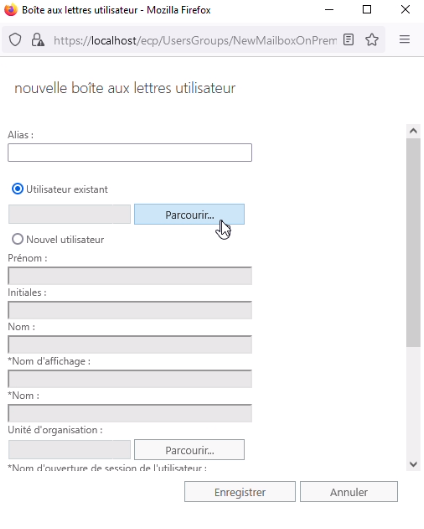 Boîte aux lettres utilisateur - Mozilla Firefox
https://localhost/ecp/UsersGroups/NewMailboxOnPrem
nouvelle boîte aux lettres utilisateur
Alias :
Utilisateur existant
Parcourir...
Nouvel utilisateur
Prénom :
Initiales :
Nom :
*Nom d'affichage :
*Nom :
Unité d'organisation :
Parcourir...
*Nom d'ouverture de session de l'utilisateur :
Enregistrer Annuler